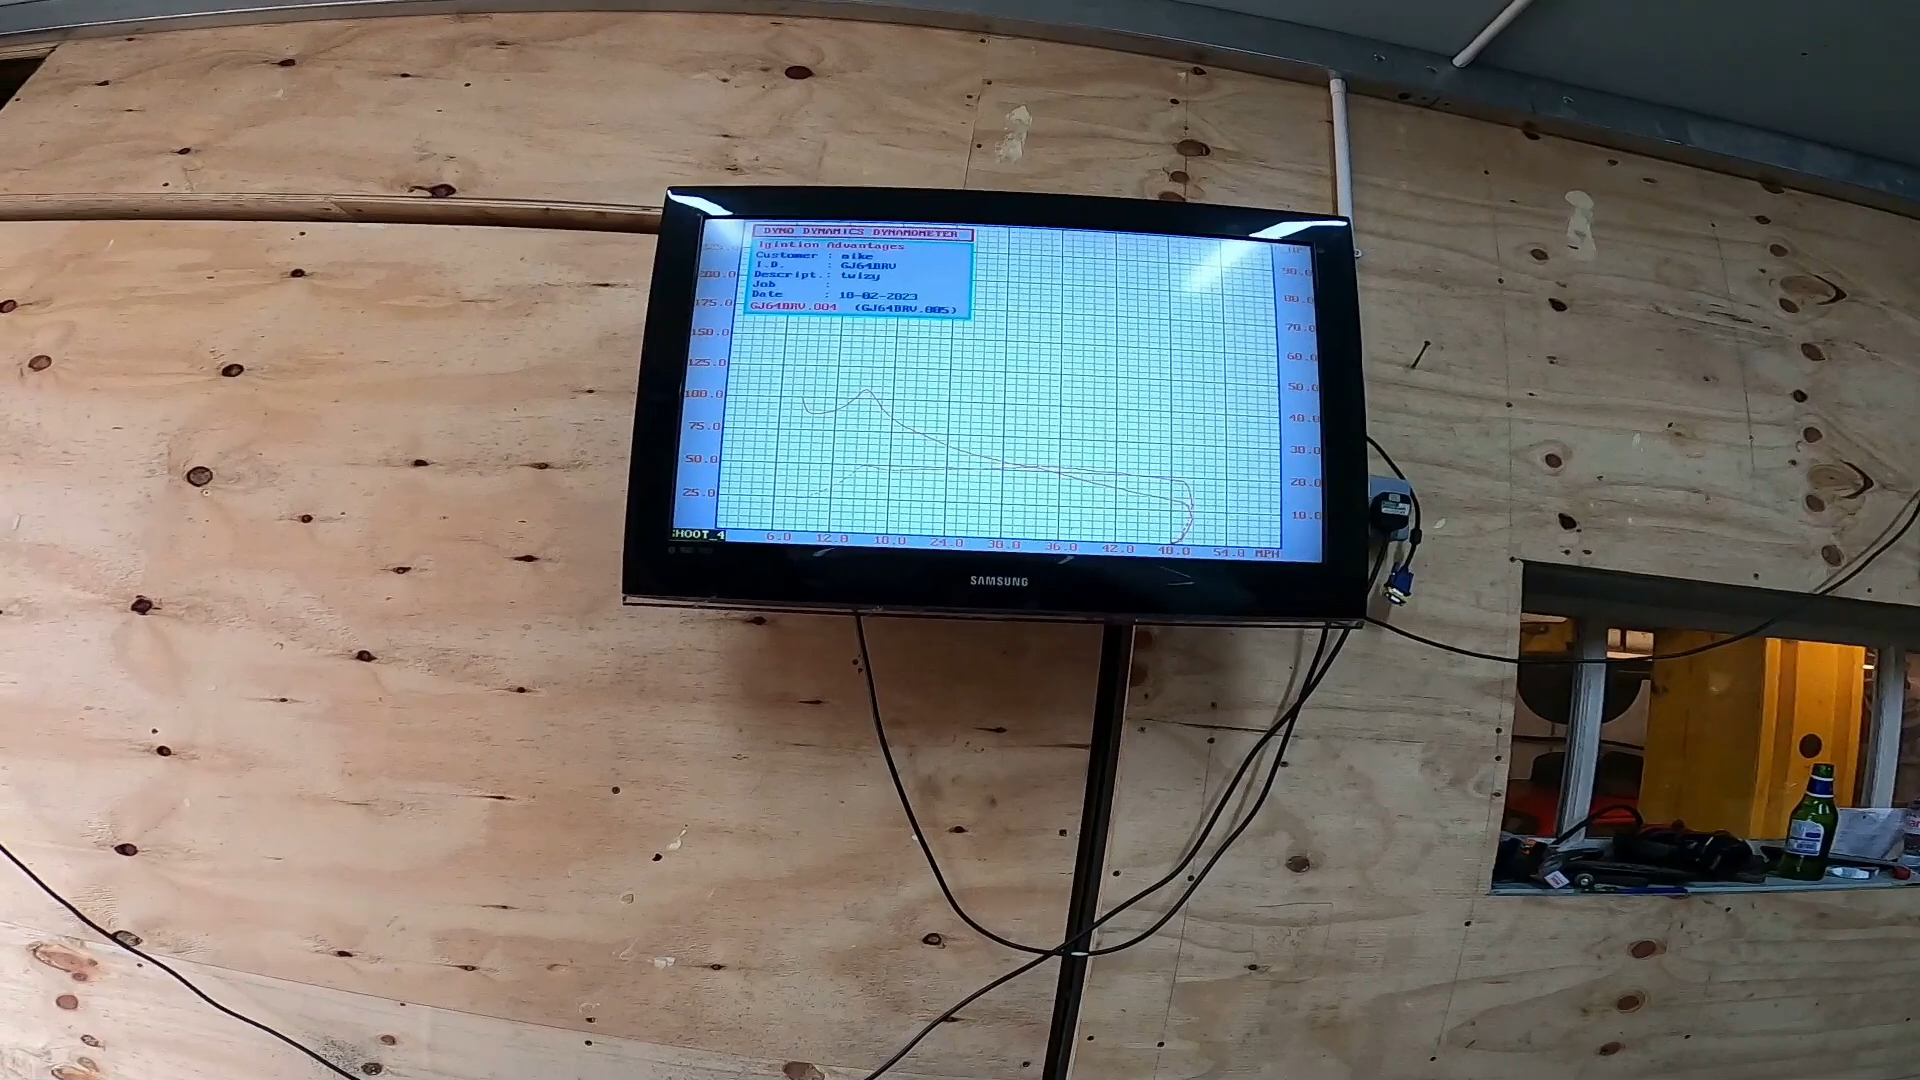 DYNO DYNAMICS DYNAMOMETER
Igintion Advantages
Customer : mike
I.D. : GJ64BRV
Descript.: twizy
Job :
Date : 10-02-2023
GJ64BRV.004 (GJ64BRV.005)
200.0
175.0
150.0
125.0
100.0
75.0
50.0
25.0
90.0
80.0
70.0
60.0
50.0
40.0
30.0
20.0
10.0
SHOOT_4
6.0 12.0 18.0 24.0 30.0 36.0 42.0 48.0 54.0 MPH
SAMSUNG